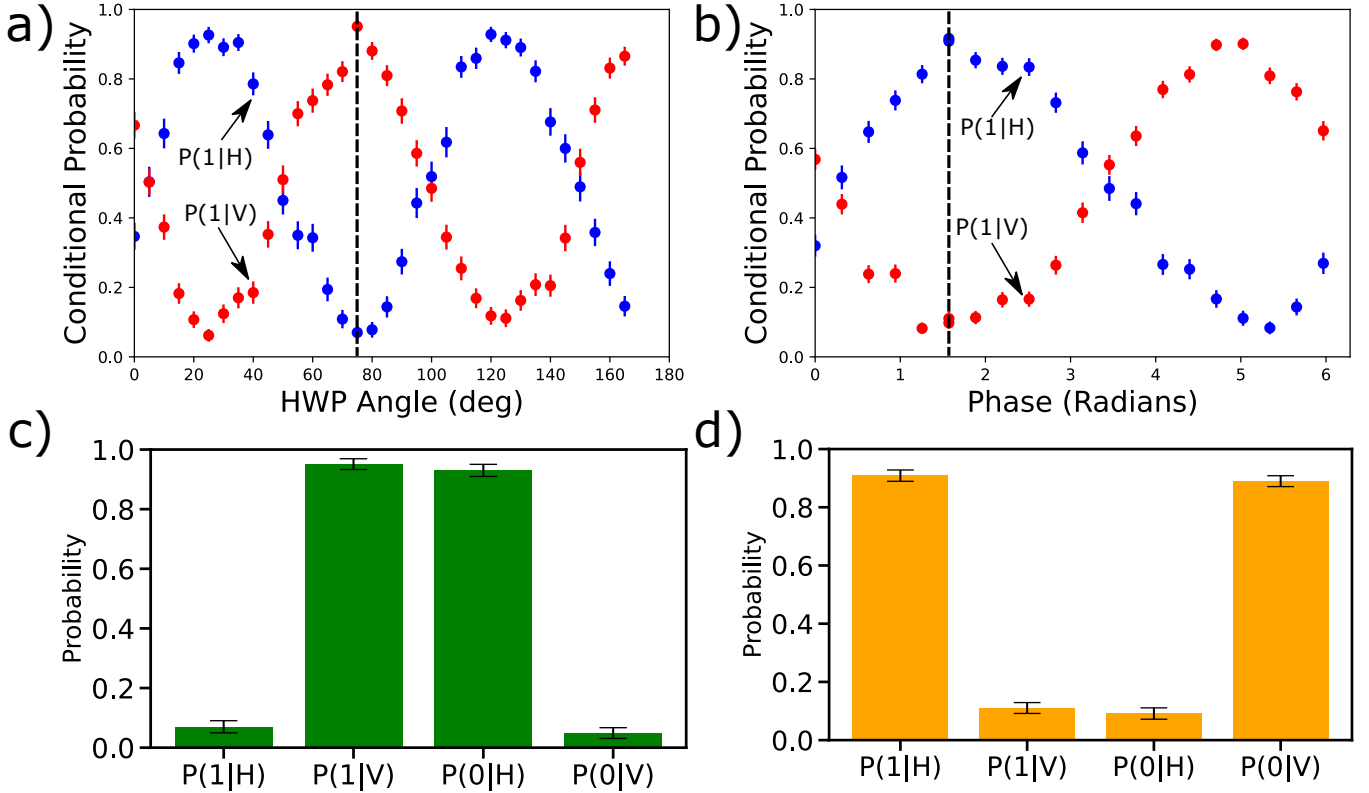 a)
Conditional Probability
1.0
0.8
0.6
0.4
0.2
0.0
P(1|H)
P(1|V)
0 20 40 60 80 100 120 140 160 180
HWP Angle (deg)
b)
Conditional Probability
1.0
0.8
0.6
0.4
0.2
0.0
P(1|H)
P(1|V)
0 1 2 3 4 5 6
Phase (Radians)
c)
Probability
1.0
0.8
0.6
0.4
0.2
0.0
P(1|H) P(1|V) P(0|H) P(0|V)
d)
Probability
1.0
0.8
0.6
0.4
0.2
0.0
P(1|H) P(1|V) P(0|H) P(0|V)